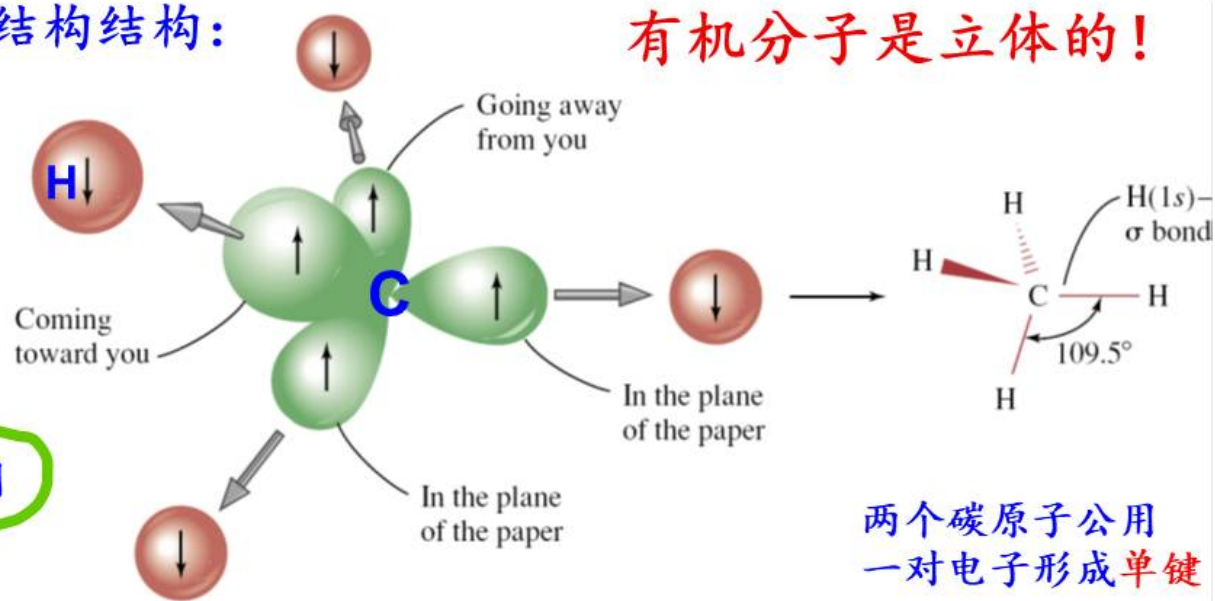 结构结构：
有机分子是立体的！
Going away
from you
H
C
Coming
toward you
In the plane
of the paper
In the plane
of the paper
H
H(1s)–
σ bond
H
C
H
109.5°
H
两个碳原子公用
一对电子形成单键